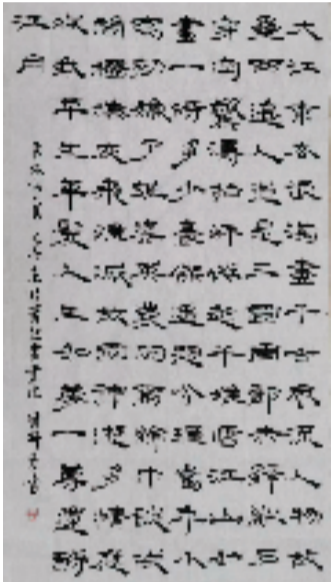 大江東去浪淘盡千古風流人物故
壘西邊人道是三國周郎赤壁亂石
穿空驚濤拍岸捲起千堆雪江山如
畫一時多少豪傑遙想公瑾當年小
喬初嫁了雄姿英發羽扇綸巾談笑
間檣櫓灰飛煙滅故國神遊多情應
笑我早生華髮人生如夢一尊還酹
江月